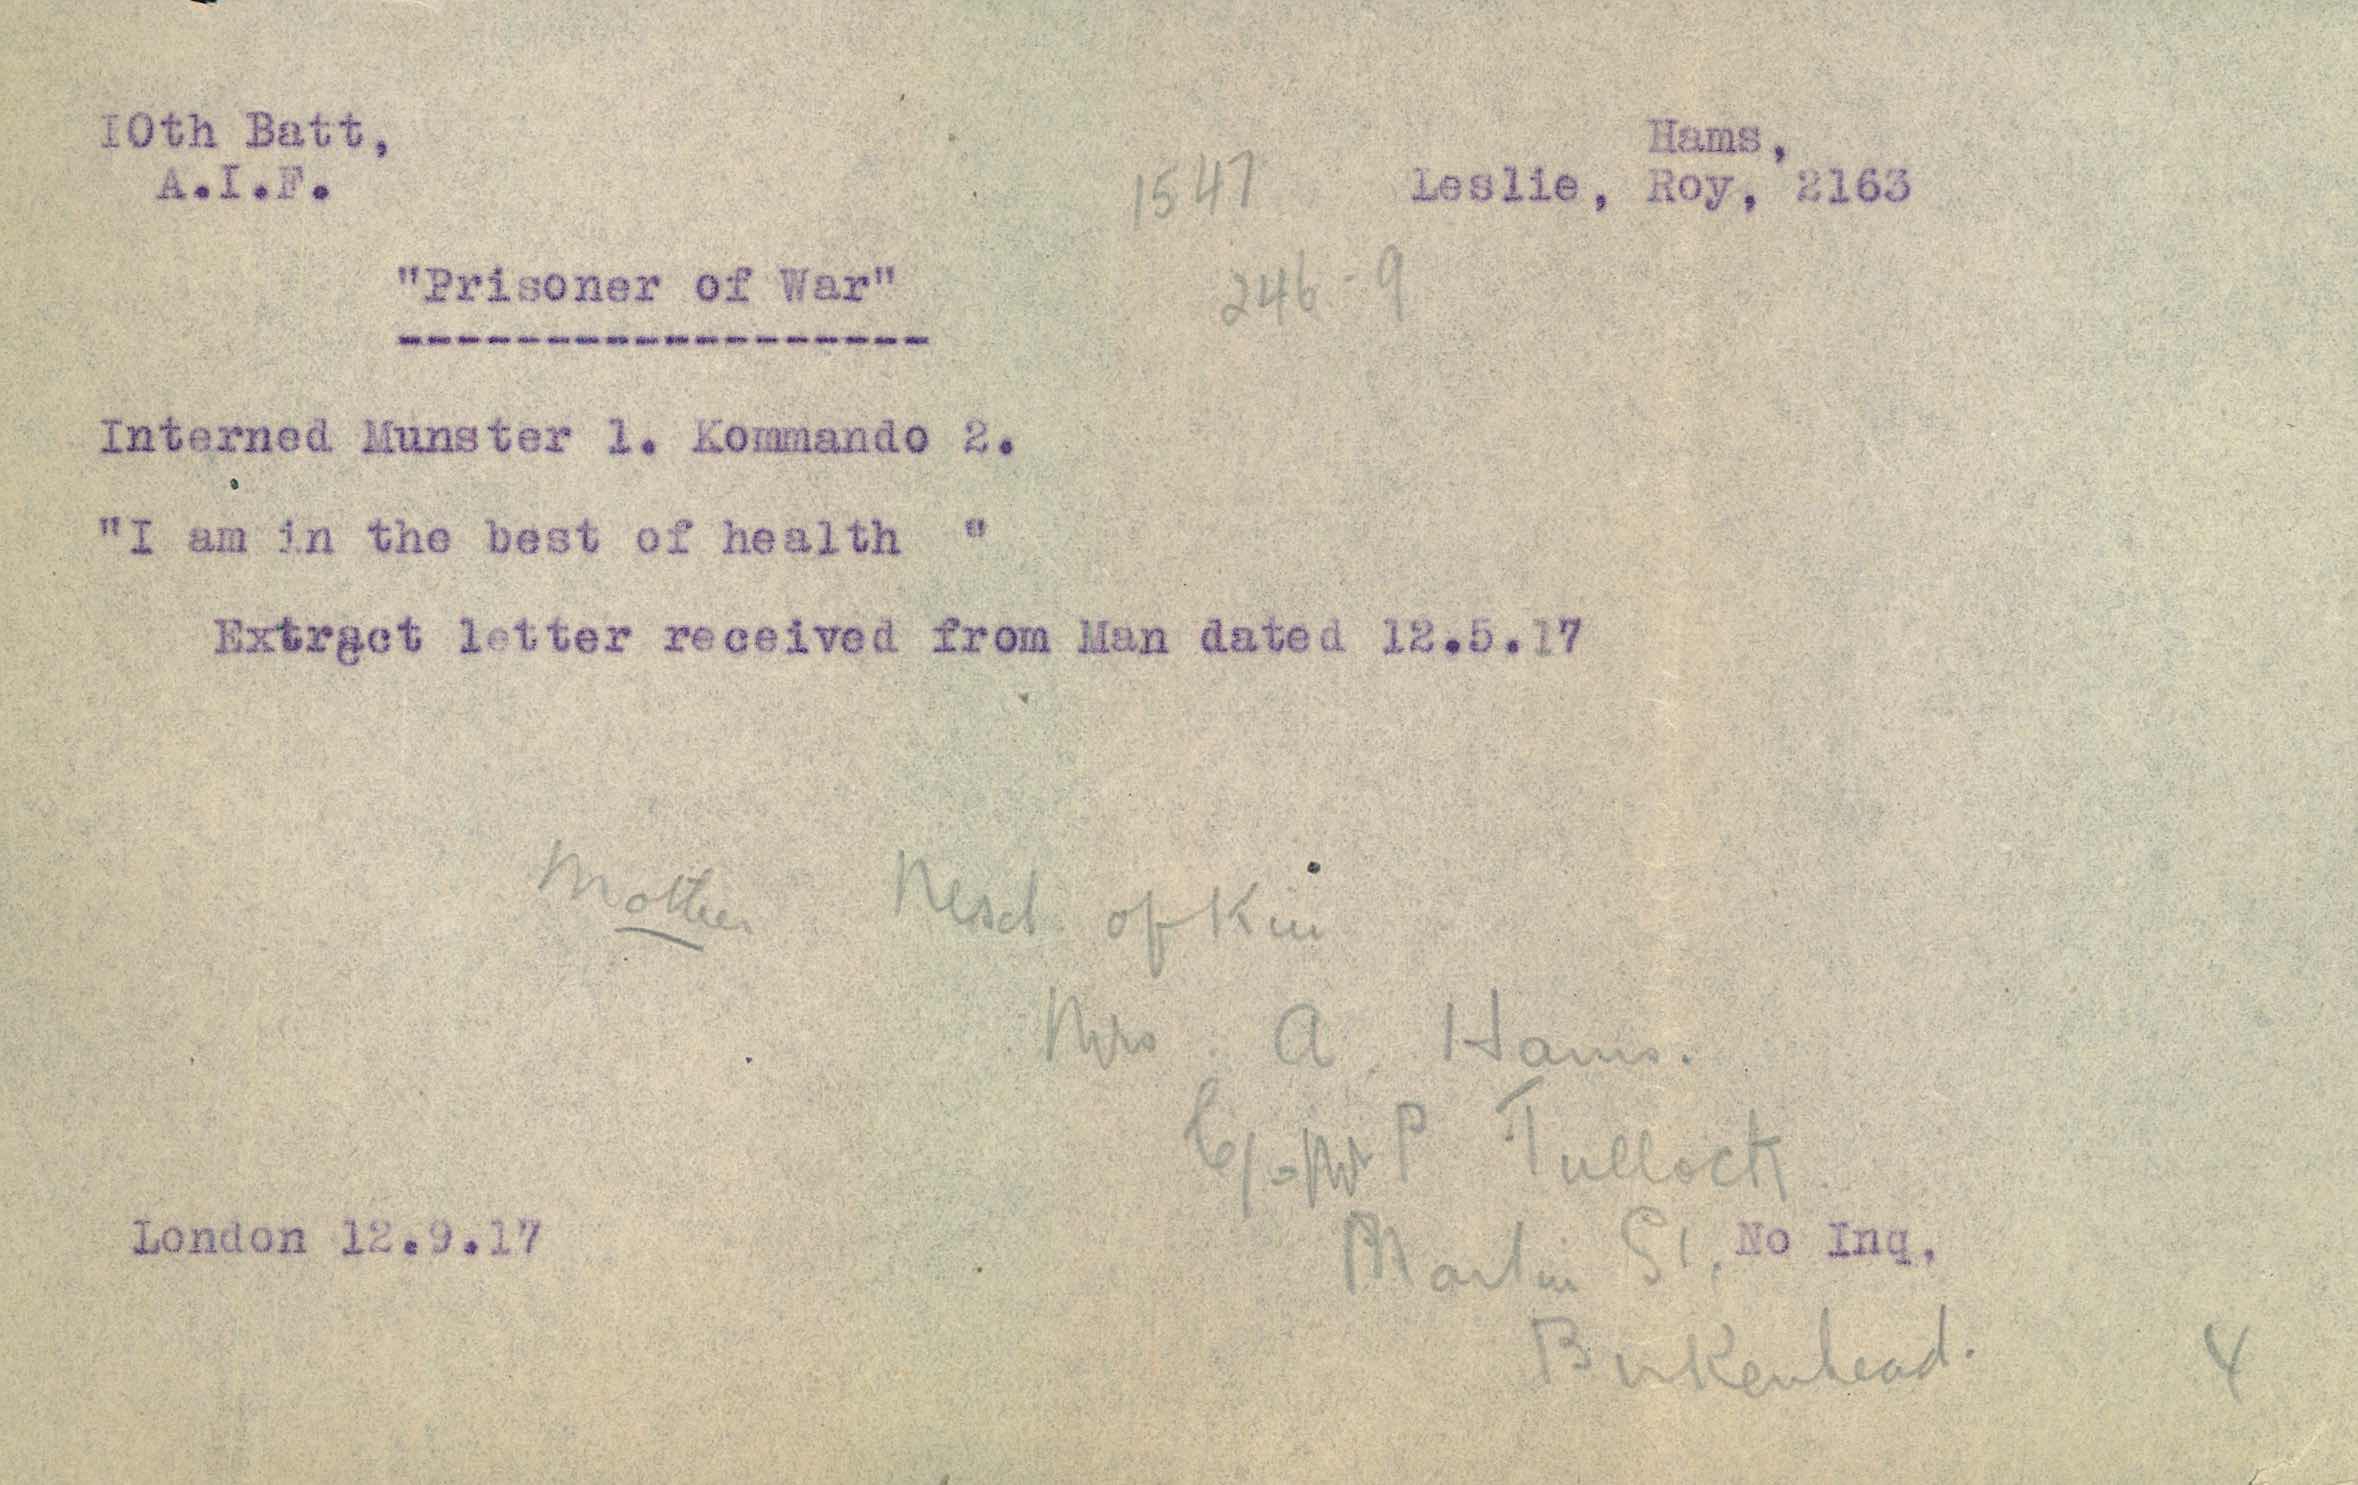 10th Batt,
A.I.F.
Hams,
Leslie, Roy, 2163
1547
246-9
"Prisoner of War"
------------------
Interned Munster 1. Kommando 2.
"I am in the best of health "
Extract letter received from Man dated 12.5.17
Mother Next of Kin
Mrs. A. Hams.
C/o P Tullock.
Martin St,
Birkenhead.
London 12.9.17
No Inq,
4